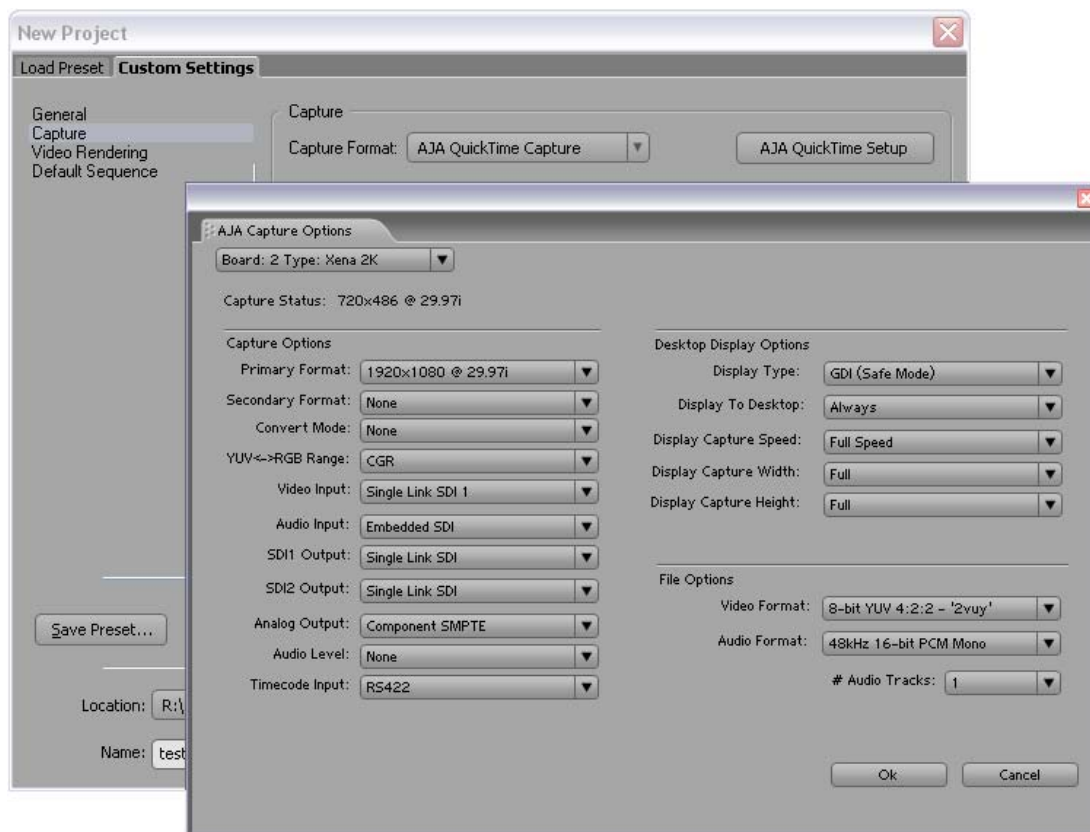 New Project
Load Preset Custom Settings
General
Capture
Video Rendering
Default Sequence
Capture
Capture Format: AJA QuickTime Capture AJA QuickTime Setup
AJA Capture Options
Board: 2 Type: Xena 2K
Capture Status: 720x486 @ 29.97i
Capture Options
Primary Format: 1920x1080 @ 29.97i
Secondary Format: None
Convert Mode: None
YUV<->RGB Range: CGR
Video Input: Single Link SDI 1
Audio Input: Embedded SDI
SDI1 Output: Single Link SDI
SDI2 Output: Single Link SDI
Analog Output: Component SMPTE
Audio Level: None
Timecode Input: RS422
Desktop Display Options
Display Type: GDI (Safe Mode)
Display To Desktop: Always
Display Capture Speed: Full Speed
Display Capture Width: Full
Display Capture Height: Full
File Options
Video Format: 8-bit YUV 4:2:2 - '2vuy'
Audio Format: 48kHz 16-bit PCM Mono
# Audio Tracks: 1
Ok Cancel
Save Preset...
Location: R:\
Name: test